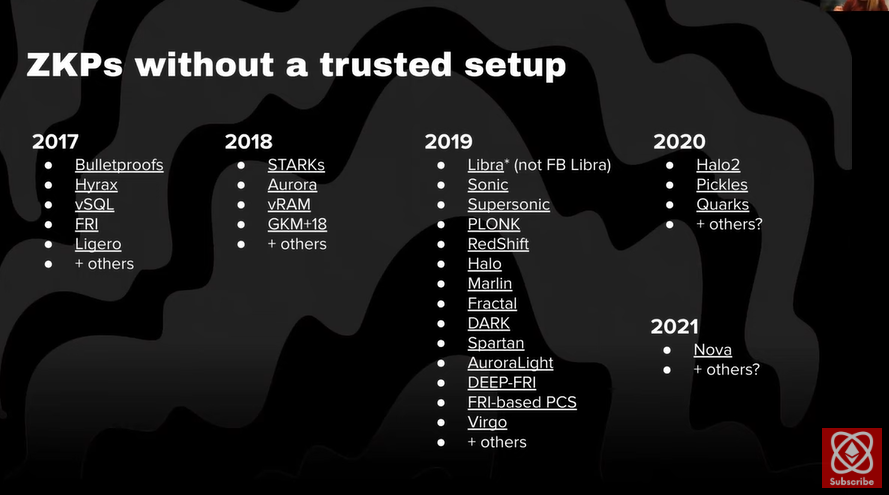 ZKPs without a trusted setup
2017
● Bulletproofs
● Hyrax
● vSQL
● FRI
● Ligero
● + others
2018
● STARKs
● Aurora
● vRAM
● GKM+18
● + others
2019
● Libra* (not FB Libra)
● Sonic
● Supersonic
● PLONK
● RedShift
● Halo
● Marlin
● Fractal
● DARK
● Spartan
● AuroraLight
● DEEP-FRI
● FRI-based PCS
● Virgo
● + others
2020
● Halo2
● Pickles
● Quarks
● + others?
2021
● Nova
● + others?
Subscribe